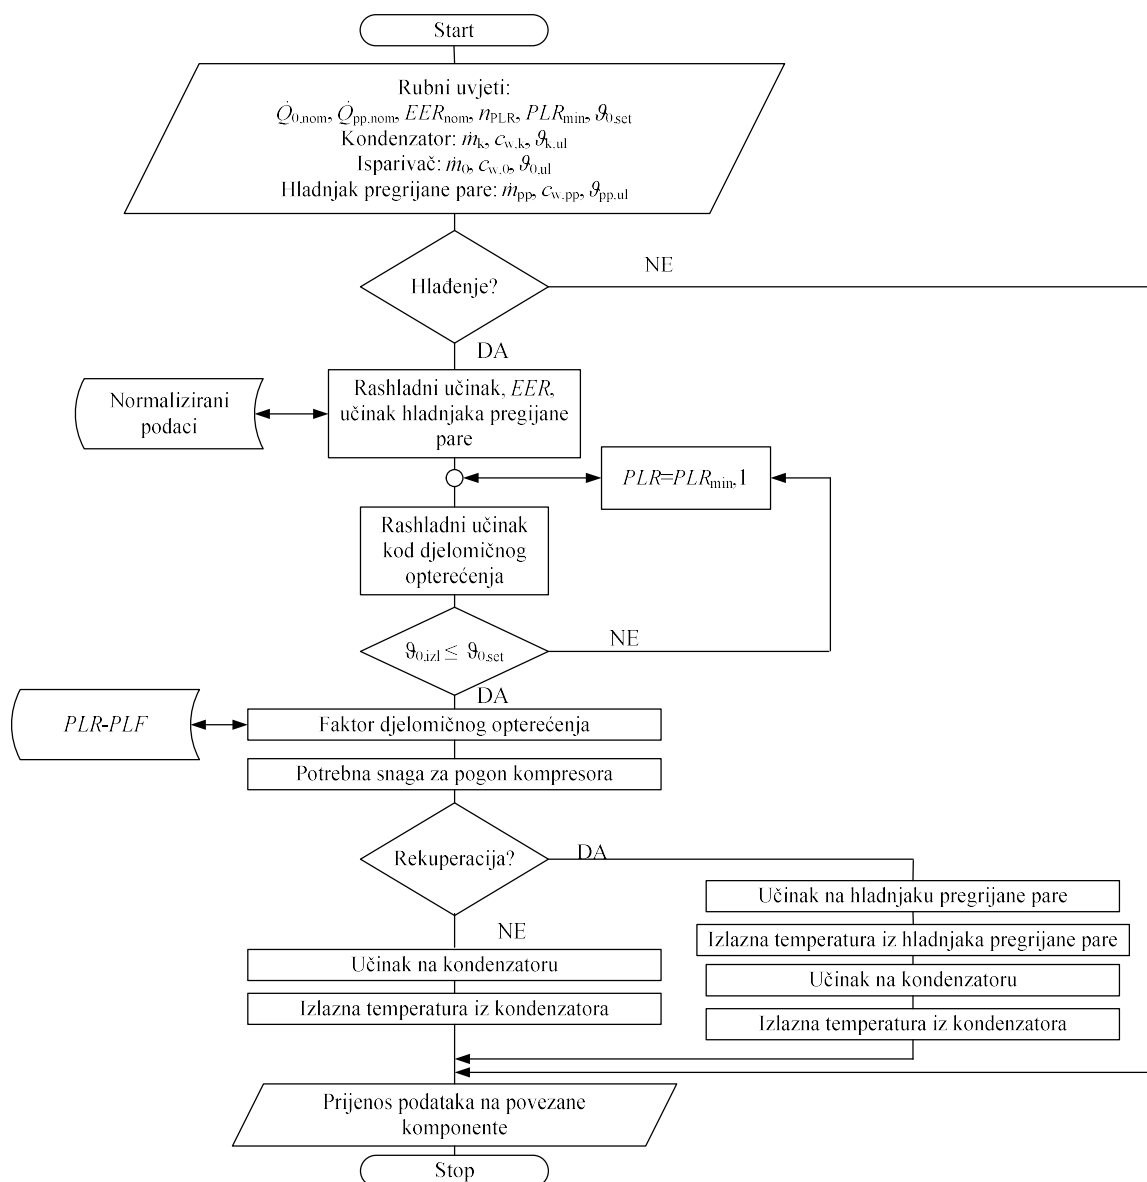 Start
Rubni uvjeti:
Q̇0.nom, Q̇pp.nom, EERnom, nPLR, PLRmin, ϑ0.set
Kondenzator: ṁk, cw.k, ϑk.ul
Isparivač: ṁ0, cw.0, ϑ0.ul
Hladnjak pregrijane pare: ṁpp, cw.pp, ϑpp.ul
Hlađenje?
NE
DA
Normalizirani
podaci
Rashladni učinak, EER,
učinak hladnjaka pregijane
pare
PLR=PLRmin,1
Rashladni učinak
kod djelomičnog
opterećenja
ϑ0.izl ≤ ϑ0.set
NE
DA
PLR-PLF
Faktor djelomičnog opterećenja
Potrebna snaga za pogon kompresora
Rekuperacija?
DA
NE
Učinak na hladnjaku pregrijane pare
Izlazna temperatura iz hladnjaka pregrijane pare
Učinak na kondenzatoru
Izlazna temperatura iz kondenzatora
Učinak na kondenzatoru
Izlazna temperatura iz kondenzatora
Prijenos podataka na povezane
komponente
Stop